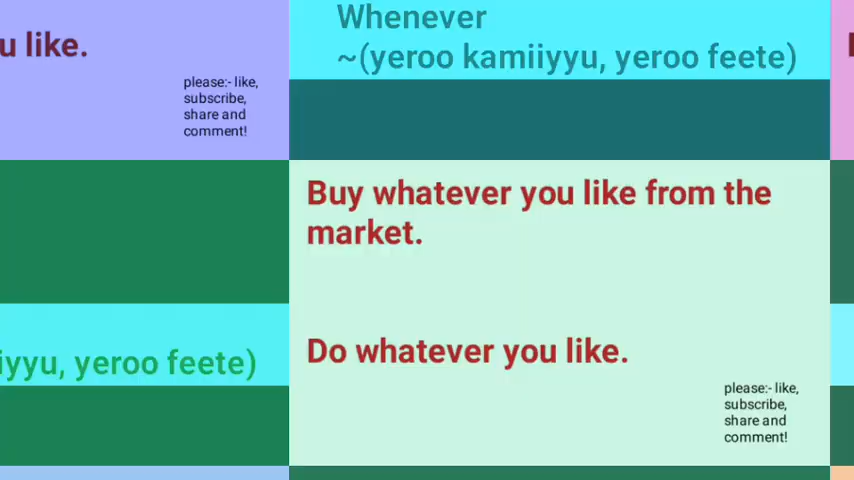 u like.
please:- like,
subscribe,
share and
comment!
Whenever
~(yeroo kamiiyyu, yeroo feete)
Buy whatever you like from the
market.
iyyu, yeroo feete)
Do whatever you like.
please:- like,
subscribe,
share and
comment!